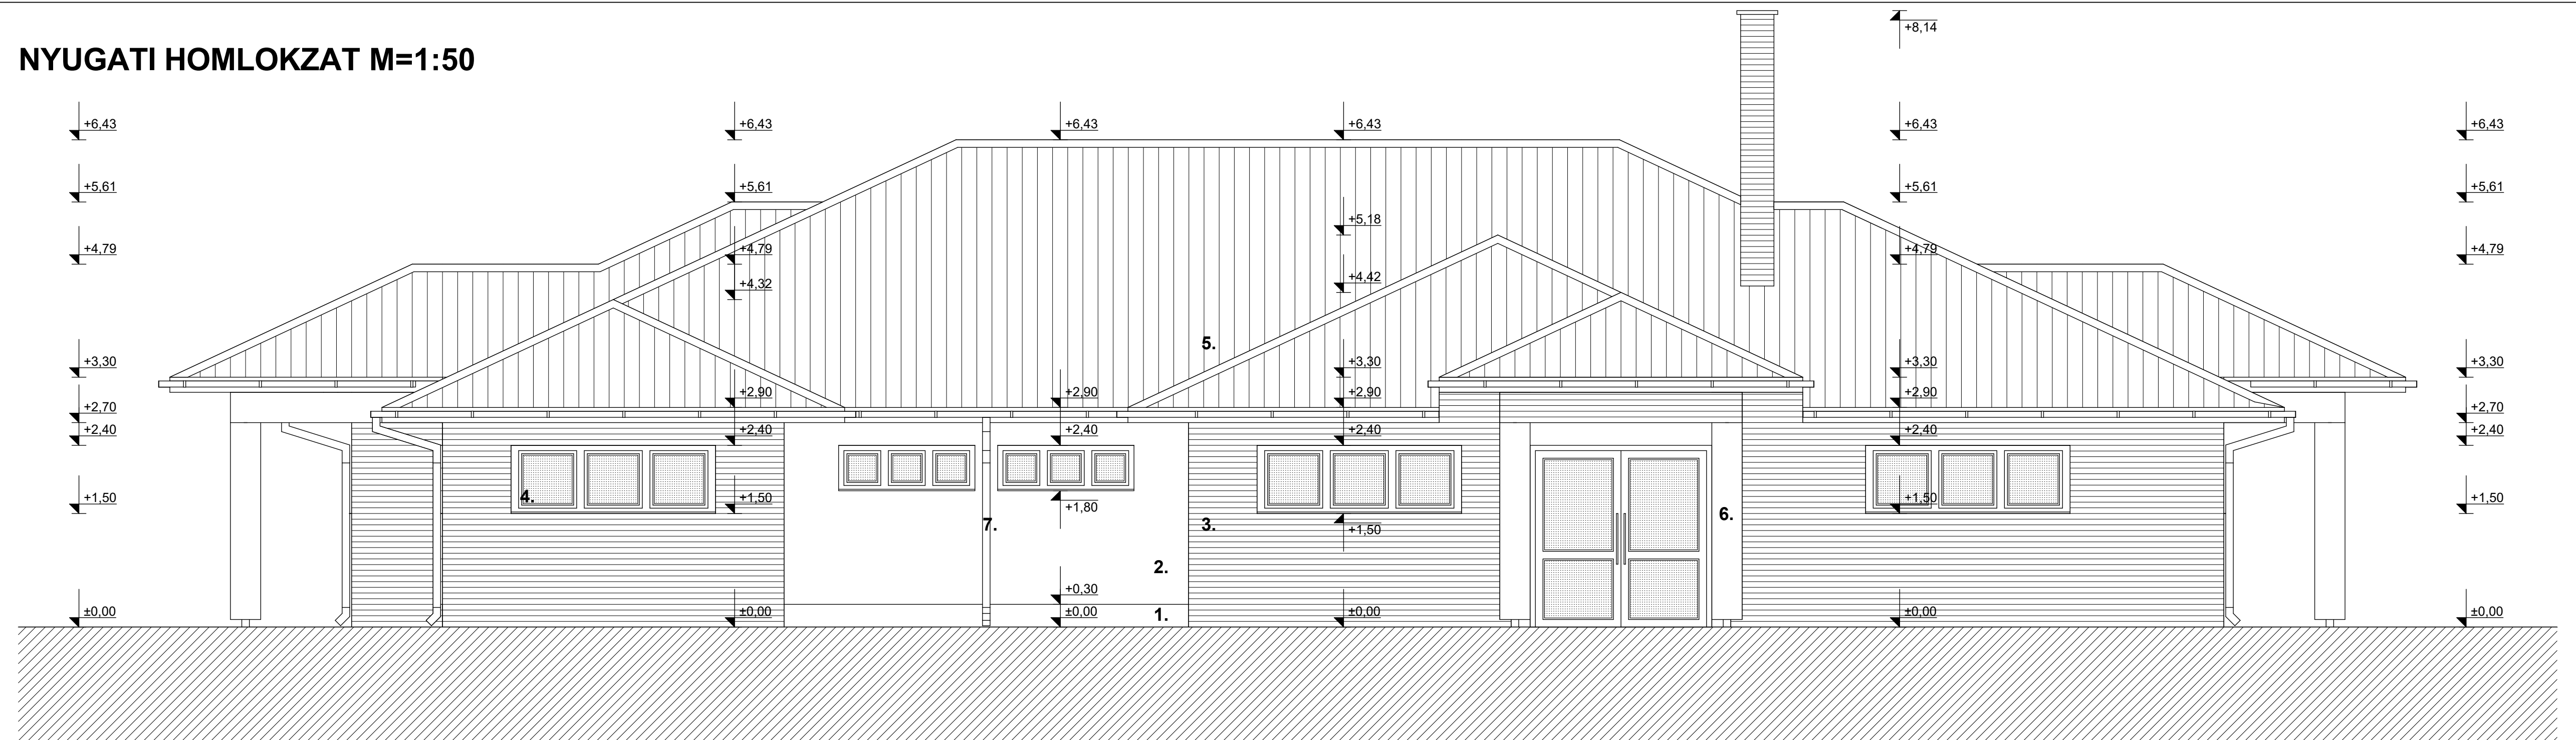 +8,14
NYUGATI HOMLOKZAT M=1:50
+6,43 +6,43 +6,43 +6,43 +6,43 +6,43
+5,61 +5,61 +5,61 +5,61
+5,18
+4,79 +4,79 +4,79 +4,79
+4,32 +4,42
5.
+3,30 +3,30 +3,30 +3,30
+2,90 +2,90 +2,90 +2,90
+2,70 +2,70
+2,40 +2,40 +2,40 +2,40 +2,40 +2,40
4.
+1,50 +1,50 +1,50 +1,50
+1,80
6.
7. 3.
+1,50
2.
+0,30
±0,00 ±0,00 ±0,00 1. ±0,00 ±0,00 ±0,00